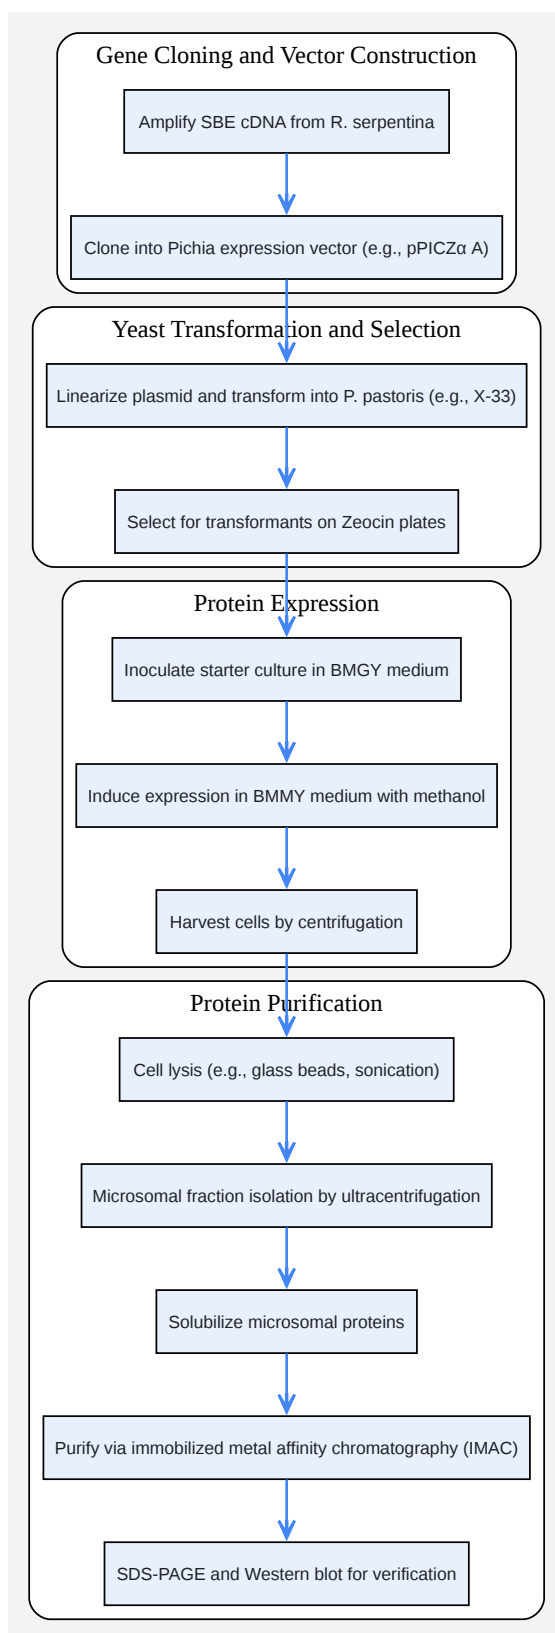 Gene Cloning and Vector Construction
Amplify SBE cDNA from R. serpentina
Clone into Pichia expression vector (e.g., pPICZα A)
Yeast Transformation and Selection
Linearize plasmid and transform into P. pastoris (e.g., X-33)
Select for transformants on Zeocin plates
Protein Expression
Inoculate starter culture in BMGY medium
Induce expression in BMMY medium with methanol
Harvest cells by centrifugation
Protein Purification
Cell lysis (e.g., glass beads, sonication)
Microsomal fraction isolation by ultracentrifugation
Solubilize microsomal proteins
Purify via immobilized metal affinity chromatography (IMAC)
SDS-PAGE and Western blot for verification